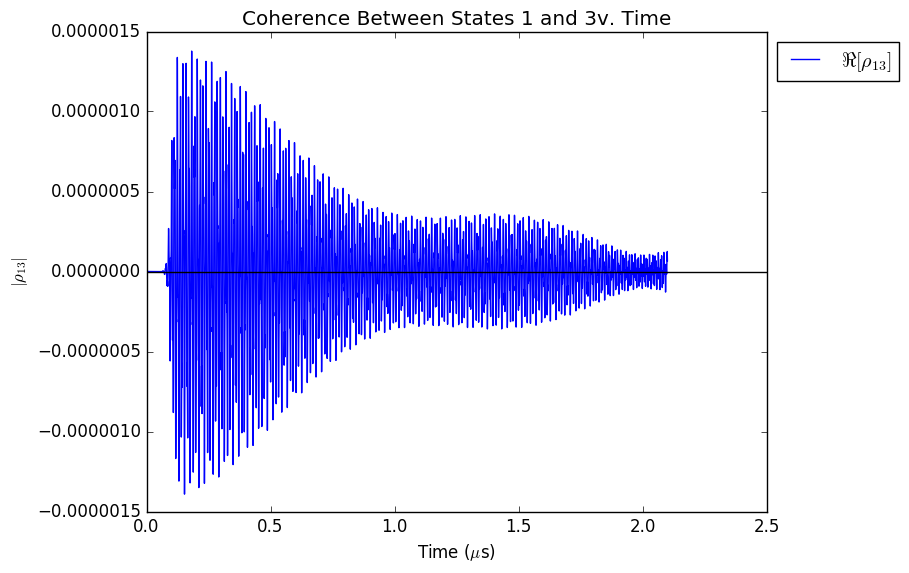 Coherence Between States 1 and 3v. Time
0.0000015
0.0000010
0.0000005
0.0000000
−0.0000005
−0.0000010
−0.0000015
|ρ₁₃|
0.0 0.5 1.0 1.5 2.0 2.5
Time (μs)
ℜ[ρ₁₃]